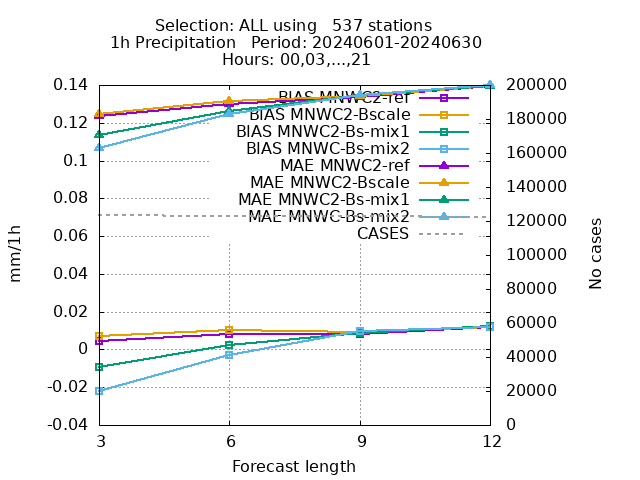 Selection: ALL using   537 stations
1h Precipitation   Period: 20240601-20240630
Hours: 00,03,...,21
0.14
0.12
0.1
0.08
0.06
0.04
0.02
0
-0.02
-0.04
mm/1h
BIAS MNWC2-ref
BIAS MNWC2-Bscale
BIAS MNWC2-Bs-mix1
BIAS MNWC-Bs-mix2
MAE MNWC2-ref
MAE MNWC2-Bscale
MAE MNWC2-Bs-mix1
MAE MNWC-Bs-mix2
CASES
200000
180000
160000
140000
120000
100000
80000
60000
40000
20000
0
No cases
3 6 9 12
Forecast length